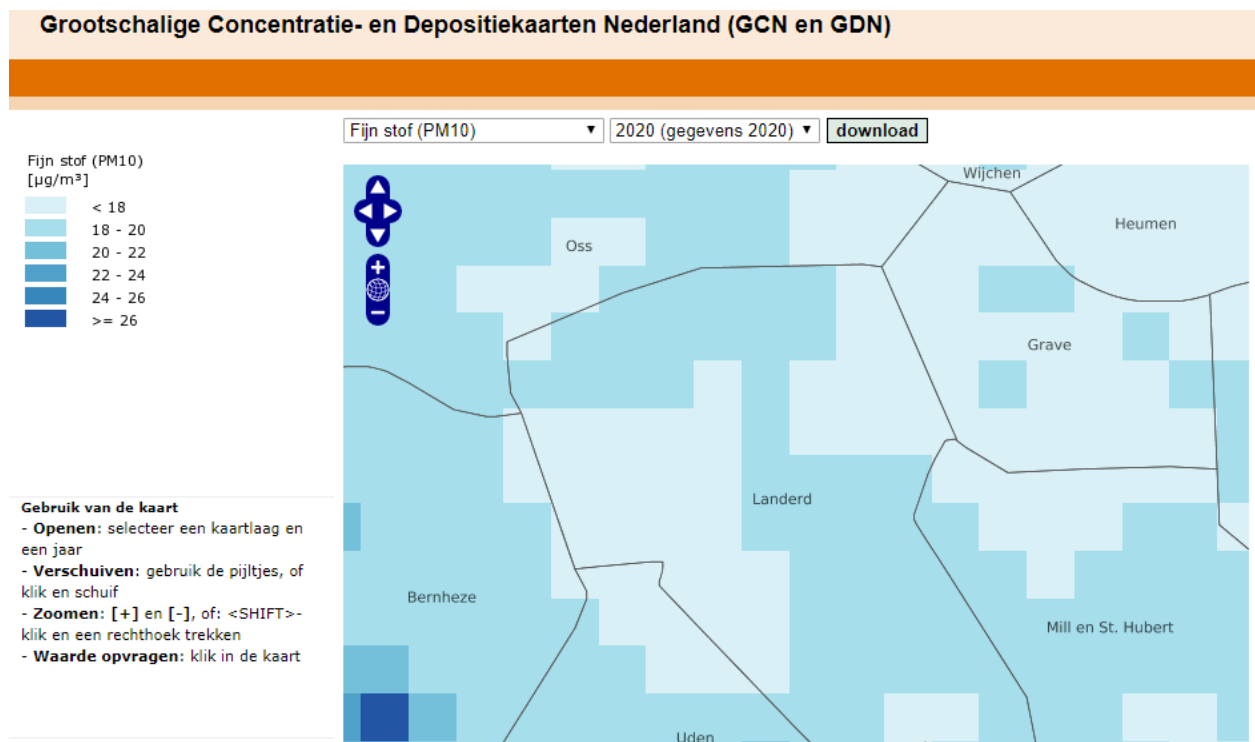 Grootschalige Concentratie- en Depositiekaarten Nederland (GCN en GDN)
Fijn stof (PM10)
2020 (gegevens 2020)
download
Fijn stof (PM10)
[µg/m³]
< 18
18 - 20
20 - 22
22 - 24
24 - 26
>= 26
Wijchen
Heumen
Oss
Grave
Landerd
Bernheze
Mill en St. Hubert
Uden
Gebruik van de kaart
- Openen: selecteer een kaartlaag en
een jaar
- Verschuiven: gebruik de pijltjes, of
klik en schuif
- Zoomen: [+] en [-], of: <SHIFT>-
klik en een rechthoek trekken
- Waarde opvragen: klik in de kaart